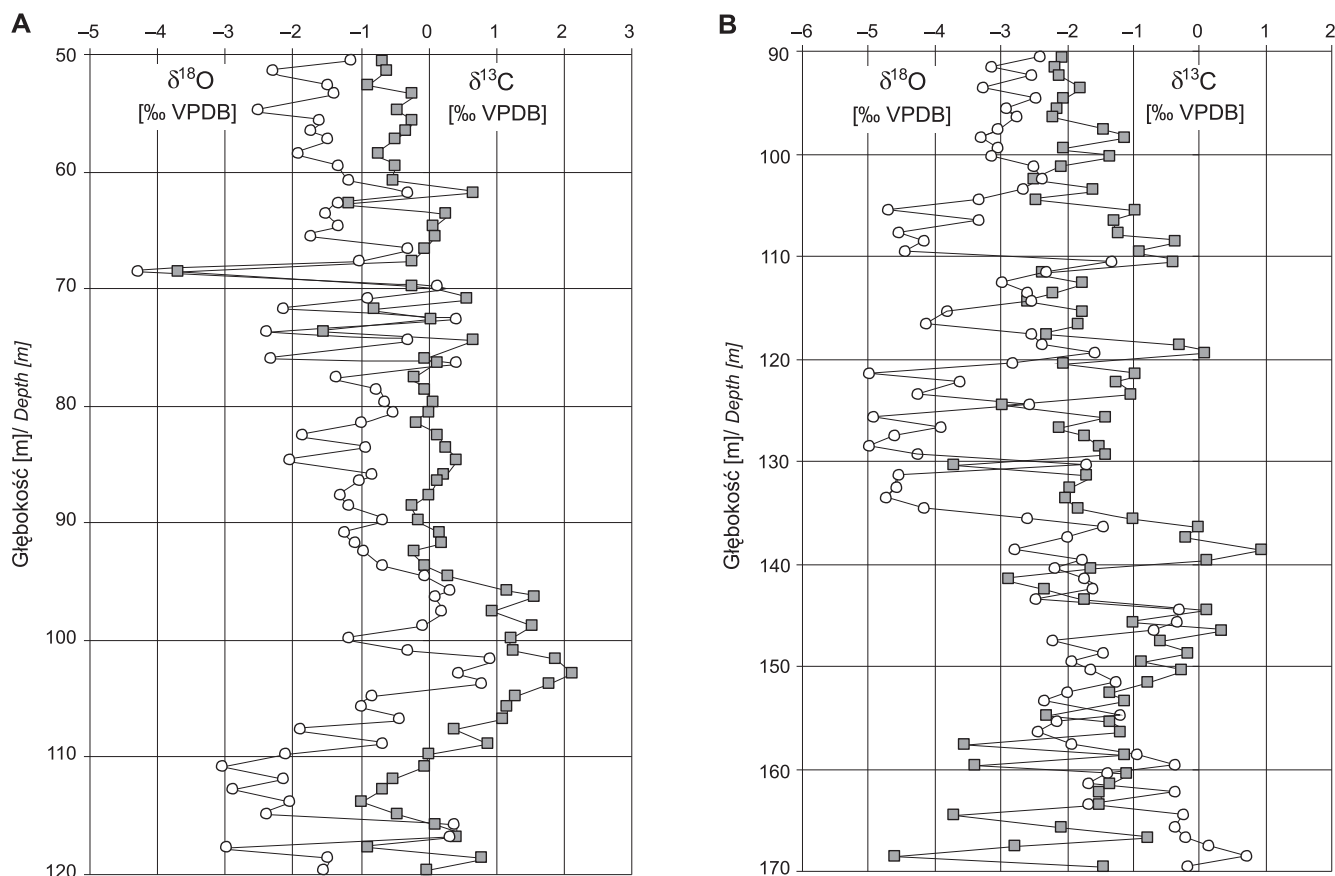 A
–5 –4 –3 –2 –1 0 1 2 3
δ18O
[‰ VPDB]
δ13C
[‰ VPDB]
50
60
70
80
90
100
110
120
Głębokość [m]/ Depth [m]
B
–5 –4 –3 –2 –1 0 1 2
δ18O
[‰ VPDB]
δ13C
[‰ VPDB]
90
100
110
120
130
140
150
160
170
Głębokość [m]/ Depth [m]